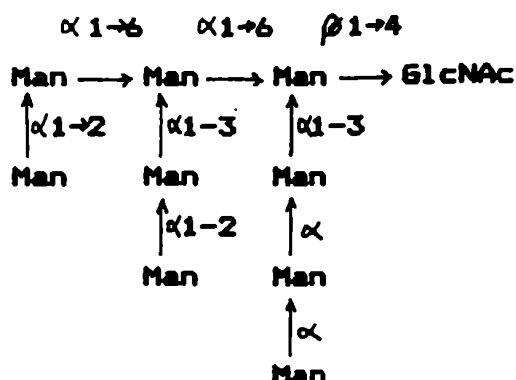 α 1→6 α1→6 β 1→4
Man → Man → Man → GlcNAc
↑ α1→2 ↑ α1-3 ↑ α1-3
Man Man Man
↑ α1-2 ↑ α
Man Man
↑ α
Man